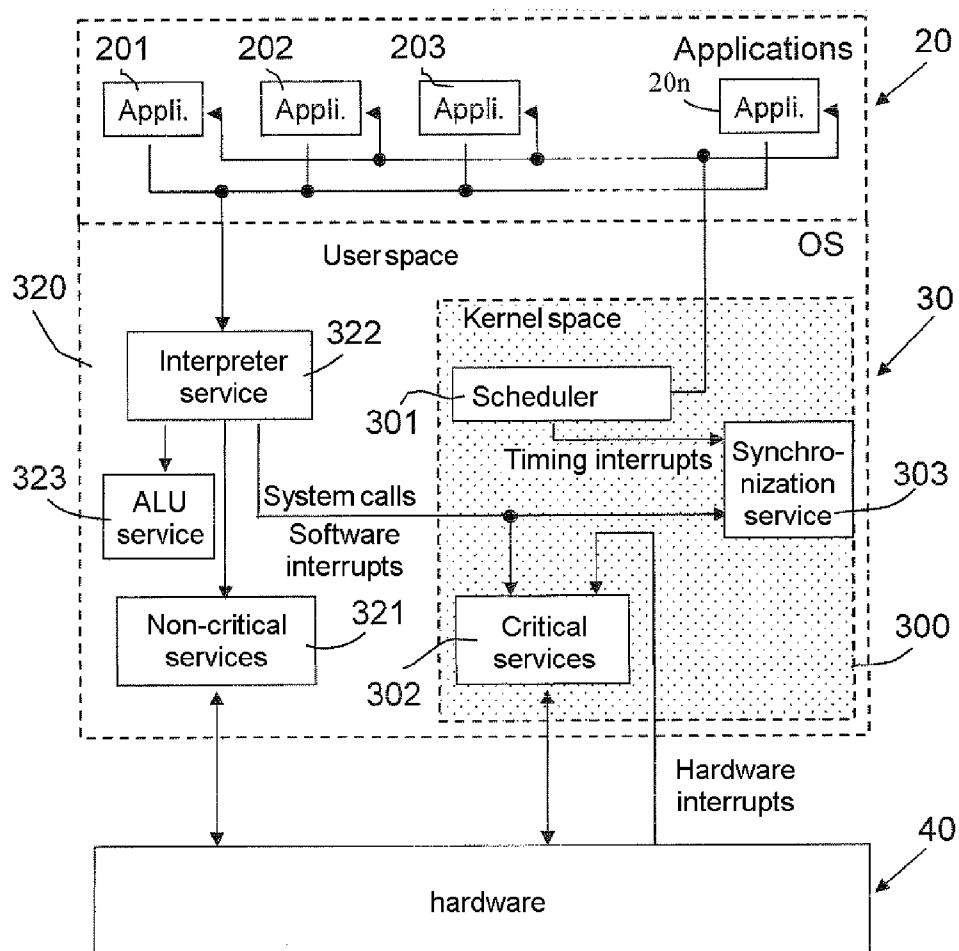 201
202
203
Applications
20
Appli.
Appli.
Appli.
20n
Appli.
OS
User space
320
30
Kernel space
322
Interpreter
service
301
Scheduler
Timing interrupts
Synchro-
nization
service
303
323
ALU
service
System calls
Software
interrupts
Non-critical
services
321
Critical
services
302
300
Hardware
interrupts
40
hardware